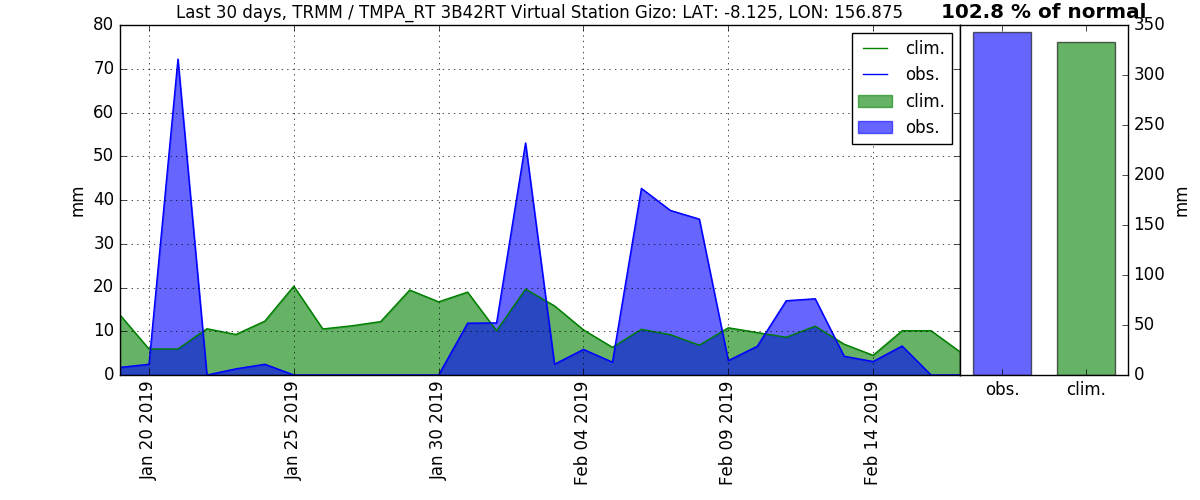 Last 30 days, TRMM / TMPA_RT 3B42RT Virtual Station Gizo: LAT: -8.125, LON: 156.875
102.8 % of normal
80
70
60
50
40
30
20
10
0
mm
clim.
obs.
clim.
obs.
Jan 20 2019
Jan 25 2019
Jan 30 2019
Feb 04 2019
Feb 09 2019
Feb 14 2019
350
300
250
200
150
100
50
0
mm
obs.
clim.